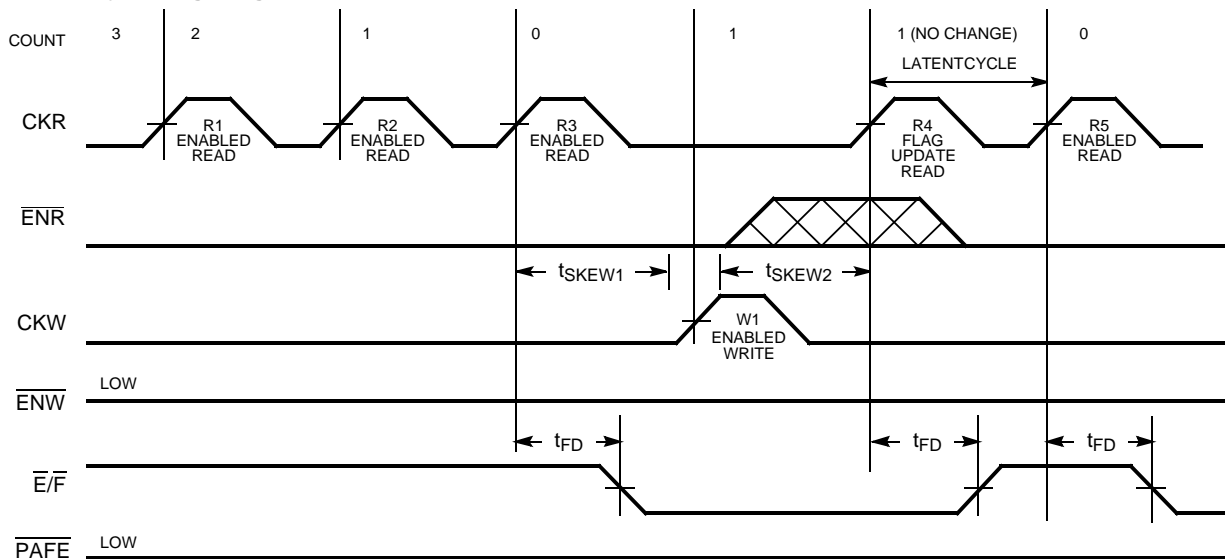 COUNT 3 2 1 0 1 1 (NO CHANGE) 0
LATENTCYCLE
CKR
R1
ENABLED
READ
R2
ENABLED
READ
R3
ENABLED
READ
R4
FLAG
UPDATE
READ
R5
ENABLED
READ
ENR
tSKEW1 tSKEW2
CKW
W1
ENABLED
WRITE
LOW
ENW
tFD tFD tFD
E/F
LOW
PAFE